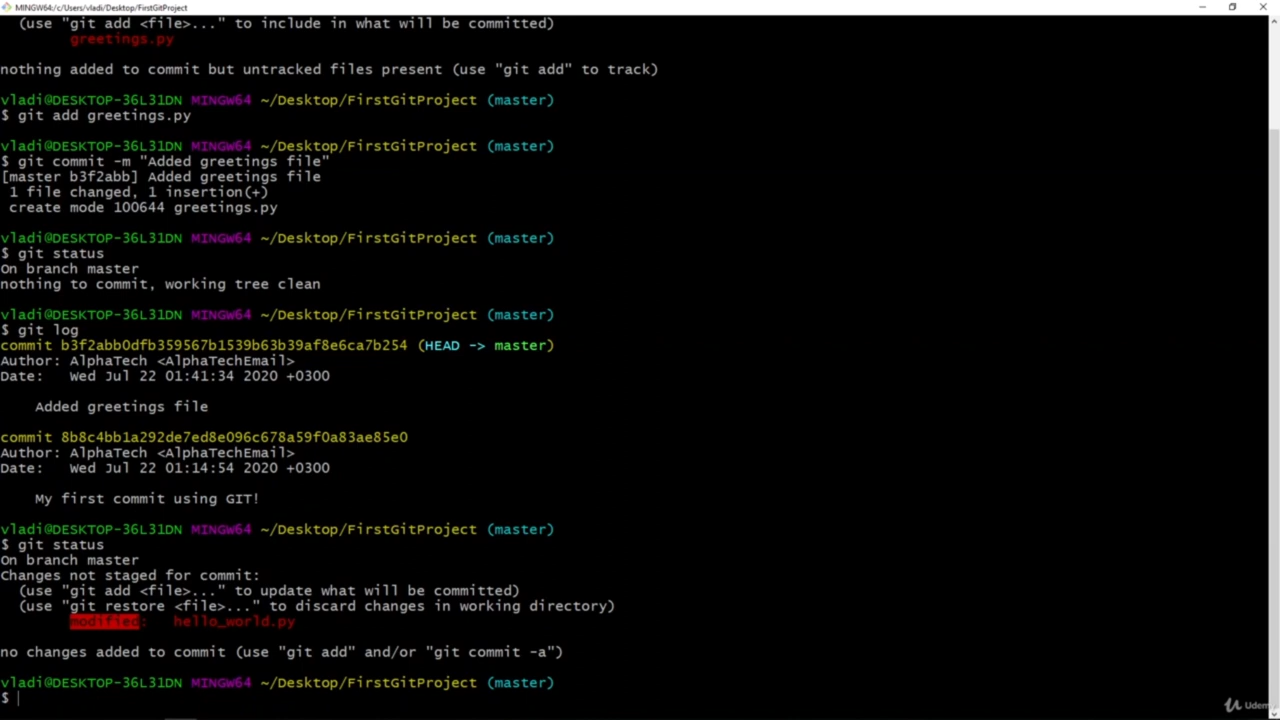 MINGW64:/c/Users/vladi/Desktop/FirstGitProject
(use "git add <file>..." to include in what will be committed)
greetings.py
nothing added to commit but untracked files present (use "git add" to track)
vladi@DESKTOP-36L31DN MINGW64 ~/Desktop/FirstGitProject (master)
$ git add greetings.py
vladi@DESKTOP-36L31DN MINGW64 ~/Desktop/FirstGitProject (master)
$ git commit -m "Added greetings file"
[master b3f2abb] Added greetings file
1 file changed, 1 insertion(+)
create mode 100644 greetings.py
vladi@DESKTOP-36L31DN MINGW64 ~/Desktop/FirstGitProject (master)
$ git status
On branch master
nothing to commit, working tree clean
vladi@DESKTOP-36L31DN MINGW64 ~/Desktop/FirstGitProject (master)
$ git log
commit b3f2abb0dfb359567b1539b63b39af8e6ca7b254 (HEAD -> master)
Author: AlphaTech <AlphaTechEmail>
Date:   Wed Jul 22 01:41:34 2020 +0300
Added greetings file
commit 8b8c4bb1a292de7ed8e096c678a59f0a83ae85e0
Author: AlphaTech <AlphaTechEmail>
Date:   Wed Jul 22 01:14:54 2020 +0300
My first commit using GIT!
vladi@DESKTOP-36L31DN MINGW64 ~/Desktop/FirstGitProject (master)
$ git status
On branch master
Changes not staged for commit:
(use "git add <file>..." to update what will be committed)
(use "git restore <file>..." to discard changes in working directory)
modified:   hello_world.py
no changes added to commit (use "git add" and/or "git commit -a")
vladi@DESKTOP-36L31DN MINGW64 ~/Desktop/FirstGitProject (master)
$
Udemy